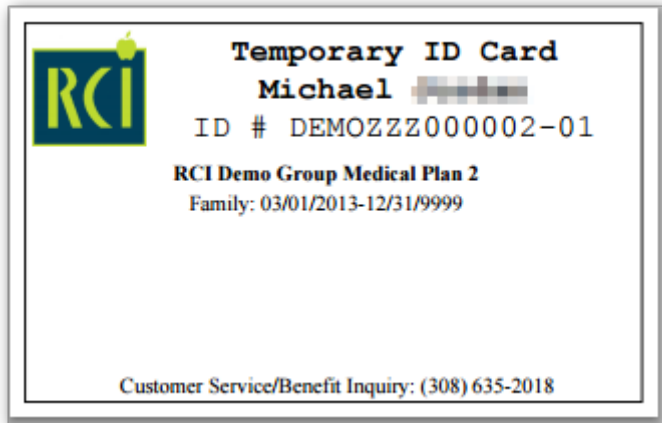 RCI
Temporary ID Card
Michael
ID # DEMOZZZ000002-01
RCI Demo Group Medical Plan 2
Family: 03/01/2013-12/31/9999
Customer Service/Benefit Inquiry: (308) 635-2018